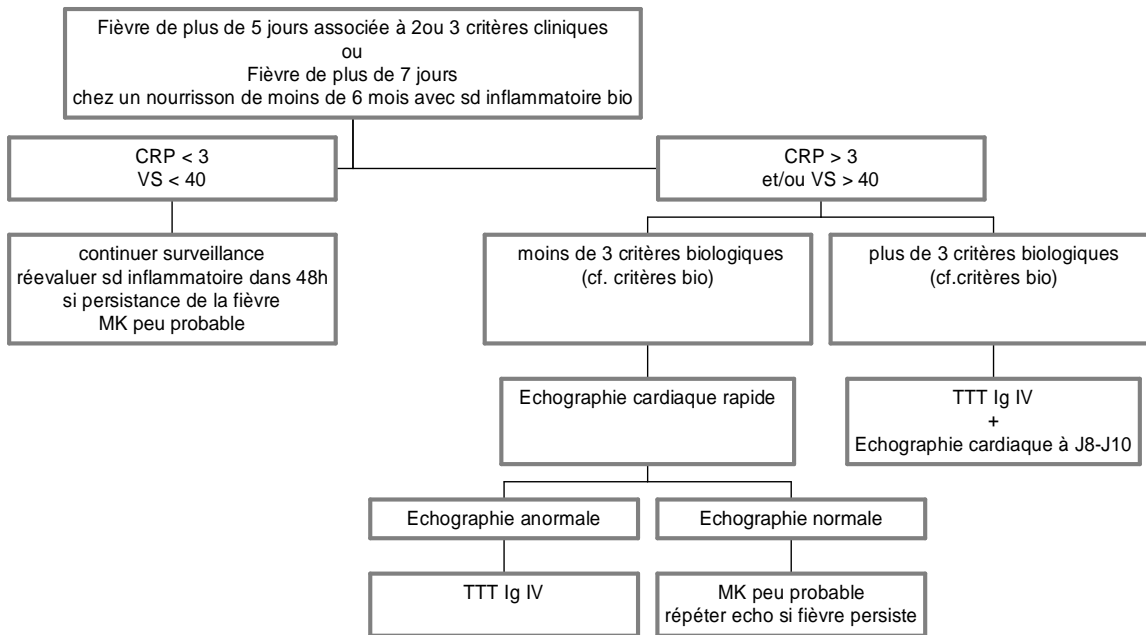 Fièvre de plus de 5 jours associée à 2ou 3 critères cliniques
ou
Fièvre de plus de 7 jours
chez un nourrisson de moins de 6 mois avec sd inflammatoire bio
CRP < 3
VS < 40
CRP > 3
et/ou VS > 40
continuer surveillance
réevaluer sd inflammatoire dans 48h
si persistance de la fièvre
MK peu probable
moins de 3 critères biologiques
(cf. critères bio)
plus de 3 critères biologiques
(cf.critères bio)
Echographie cardiaque rapide
TTT Ig IV
+
Echographie cardiaque à J8-J10
Echographie anormale
Echographie normale
TTT Ig IV
MK peu probable
répéter echo si fièvre persiste